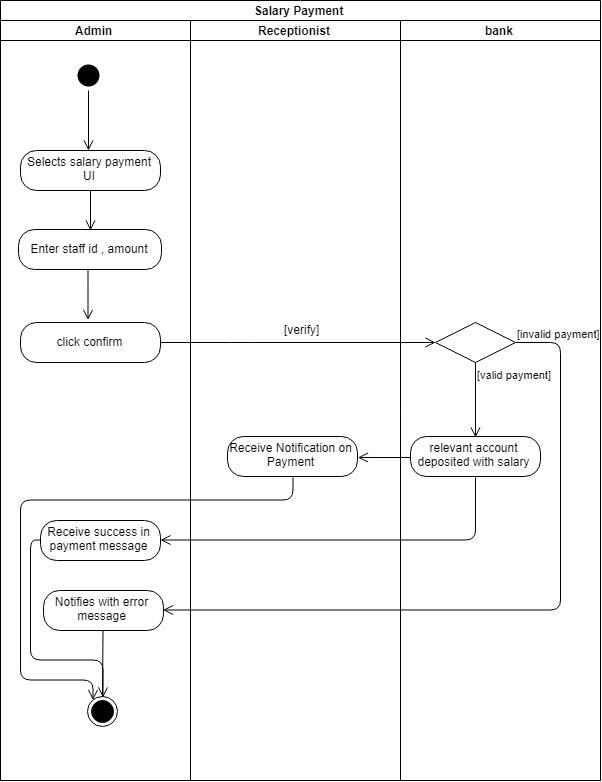 Salary Payment
Admin
Receptionist
bank
Selects salary payment
UI
Enter staff id , amount
click confirm
[verify]
[invalid payment]
[valid payment]
Receive Notification on
Payment
relevant account
deposited with salary
Receive success in
payment message
Notifies with error
message